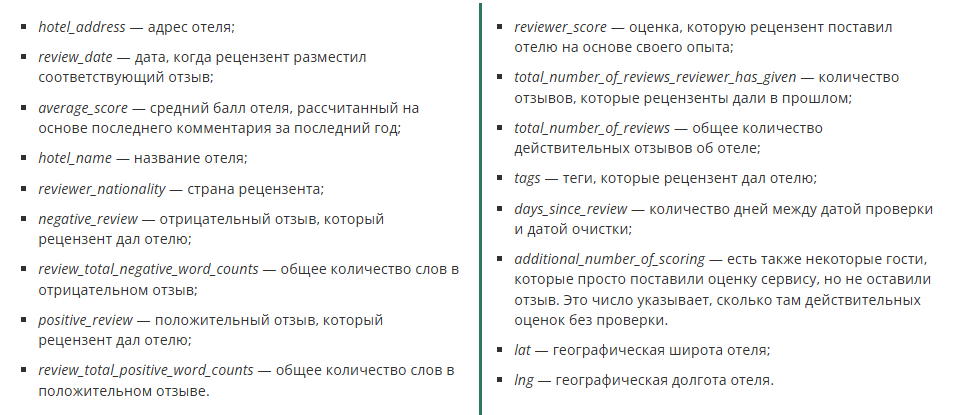 ▪ hotel_address — адрес отеля;
▪ review_date — дата, когда рецензент разместил
соответствующий отзыв;
▪ average_score — средний балл отеля, рассчитанный на
основе последнего комментария за последний год;
▪ hotel_name — название отеля;
▪ reviewer_nationality — страна рецензента;
▪ negative_review — отрицательный отзыв, который
рецензент дал отелю;
▪ review_total_negative_word_counts — общее количество слов в
отрицательном отзыв;
▪ positive_review — положительный отзыв, который
рецензент дал отелю;
▪ review_total_positive_word_counts — общее количество слов в
положительном отзыве.
▪ reviewer_score — оценка, которую рецензент поставил
отелю на основе своего опыта;
▪ total_number_of_reviews_reviewer_has_given — количество
отзывов, которые рецензенты дали в прошлом;
▪ total_number_of_reviews — общее количество
действительных отзывов об отеле;
▪ tags — теги, которые рецензент дал отелю;
▪ days_since_review — количество дней между датой проверки
и датой очистки;
▪ additional_number_of_scoring — есть также некоторые гости,
которые просто поставили оценку сервису, но не оставили
отзыв. Это число указывает, сколько там действительных
оценок без проверки.
▪ lat — географическая широта отеля;
▪ lng — географическая долгота отеля.